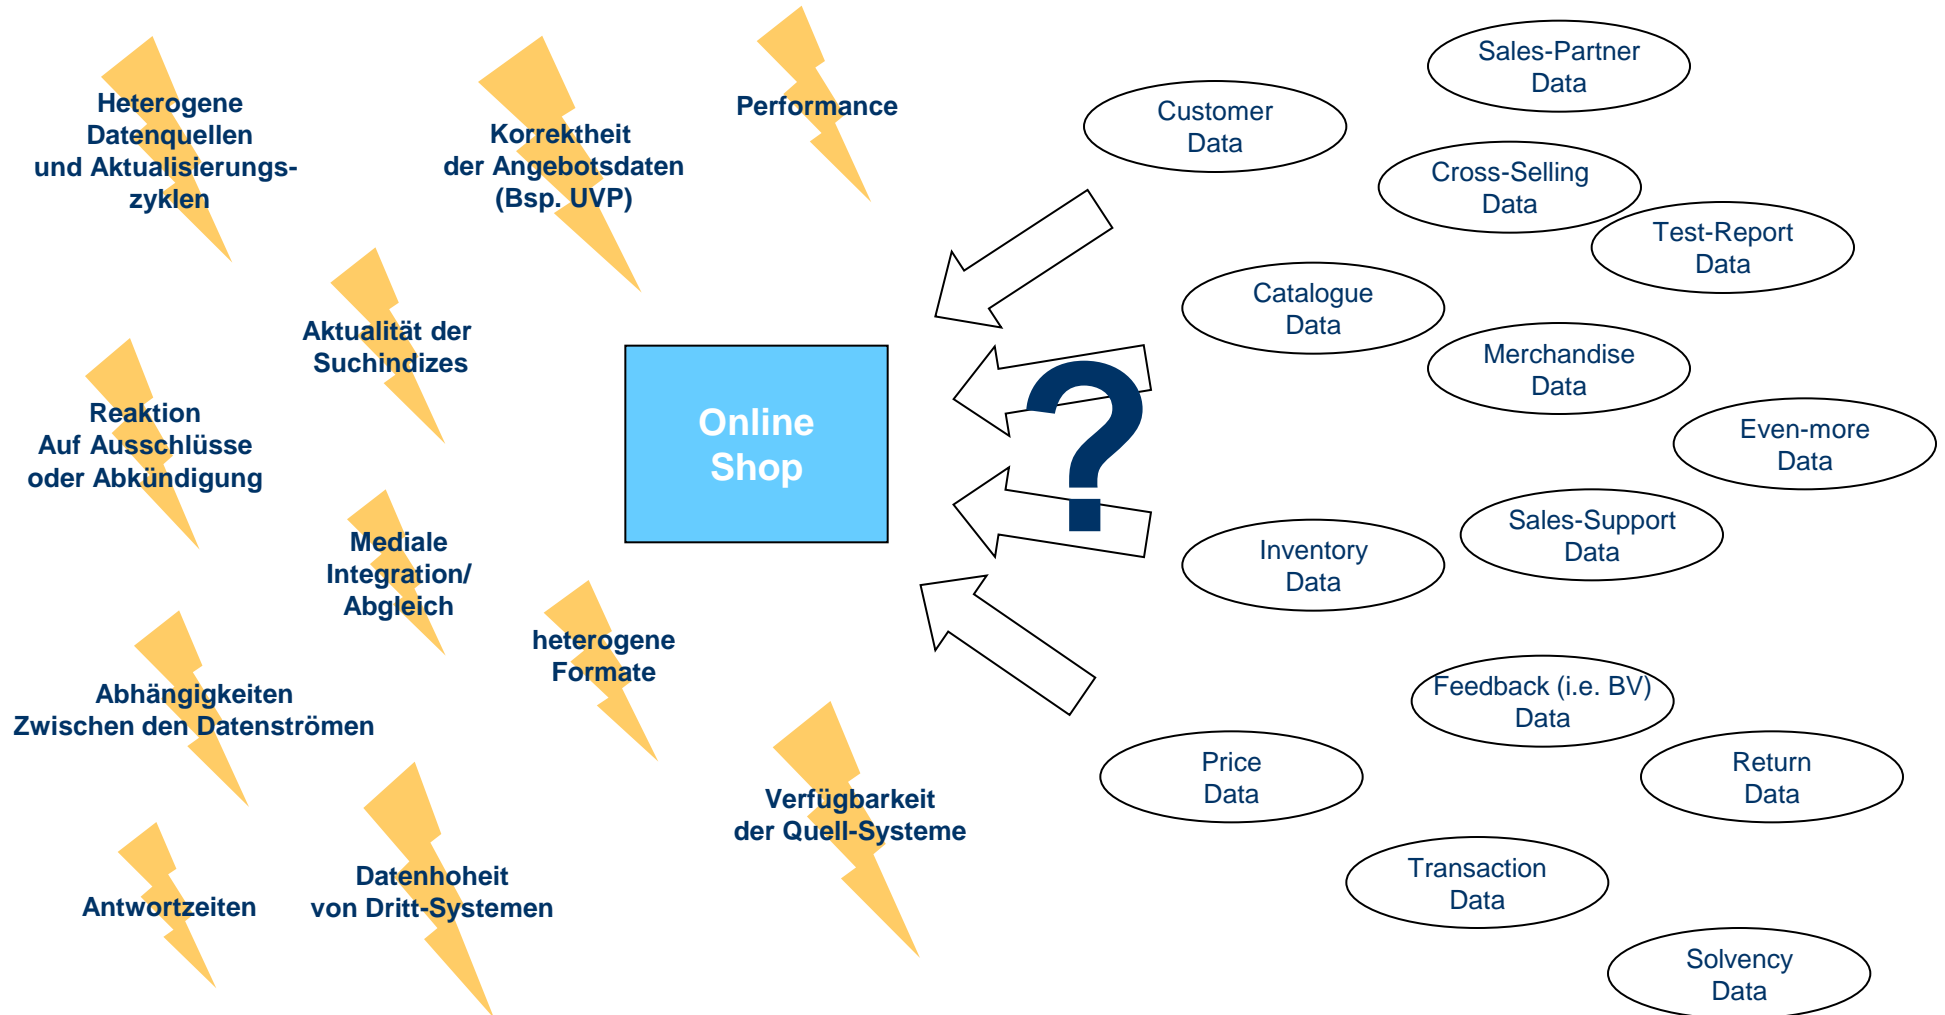 Heterogene
Datenquellen
und Aktualisierungs-
zyklen
Korrektheit
der Angebotsdaten
(Bsp. UVP)
Performance
Aktualität der
Suchindizes
Reaktion
Auf Ausschlüsse
oder Abkündigung
Mediale
Integration/
Abgleich
heterogene
Formate
Abhängigkeiten
Zwischen den Datenströmen
Verfügbarkeit
der Quell-Systeme
Antwortzeiten
Datenhoheit
von Dritt-Systemen
Online
Shop
?
Sales-Partner
Data
Customer
Data
Cross-Selling
Data
Test-Report
Data
Catalogue
Data
Merchandise
Data
Even-more
Data
Sales-Support
Data
Inventory
Data
Feedback (i.e. BV)
Data
Price
Data
Return
Data
Transaction
Data
Solvency
Data